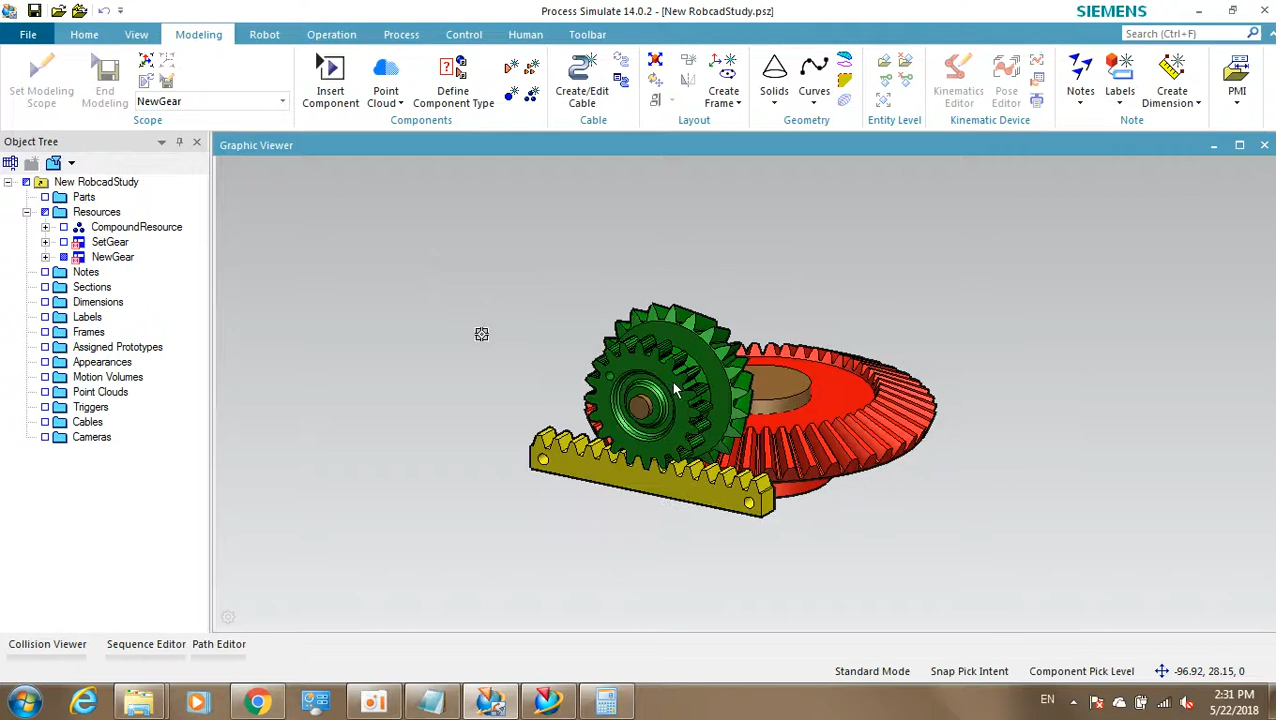 Process Simulate 14.0.2 - [New RobcadStudy.psz]
SIEMENS
File Home View Modeling Robot Operation Process Control Human Toolbar
Search (Ctrl+F)
Set Modeling Scope
End Modeling
NewGear
Scope
Insert Component
Point Cloud
Define Component Type
Components
Create/Edit Cable
Cable
Create Frame
Layout
Solids
Curves
Geometry
Entity Level
Kinematics Editor
Pose Editor
Kinematic Device
Notes
Labels
Create Dimension
Note
PMI
Object Tree
Graphic Viewer
New RobcadStudy
Parts
Resources
CompoundResource
SetGear
NewGear
Notes
Sections
Dimensions
Labels
Frames
Assigned Prototypes
Appearances
Motion Volumes
Point Clouds
Triggers
Cables
Cameras
Collision Viewer Sequence Editor Path Editor
Standard Mode Snap Pick Intent Component Pick Level -96.92, 28.15, 0
EN
2:31 PM
5/22/2018